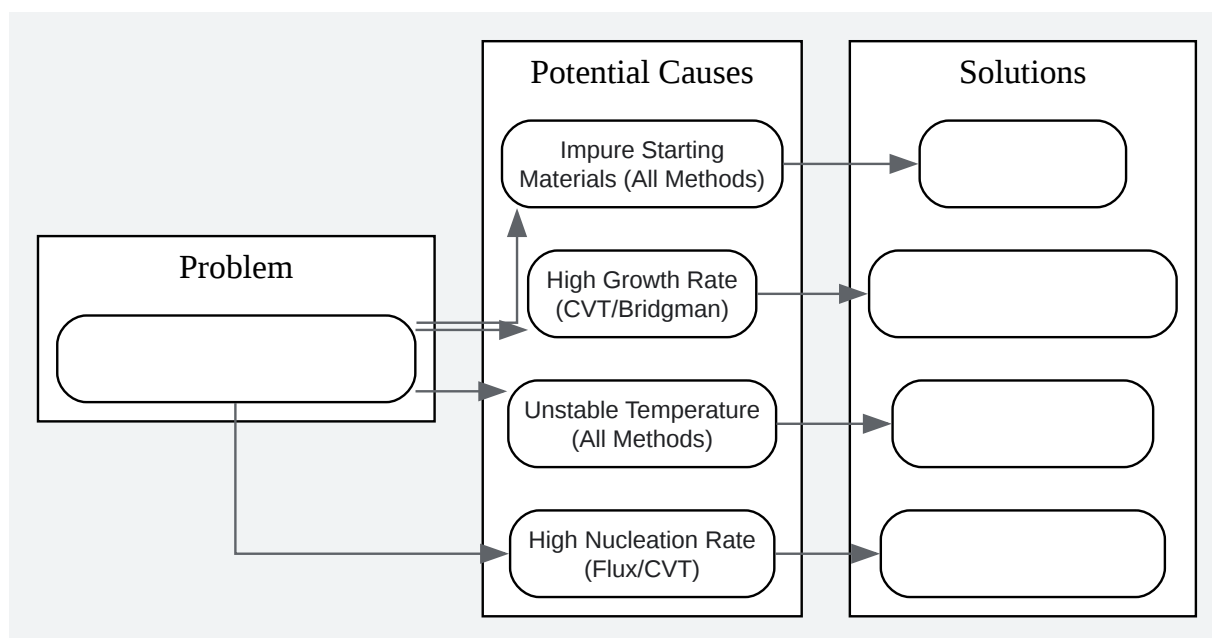 Potential Causes
Solutions
Impure Starting
Materials (All Methods)
Problem
High Growth Rate
(CVT/Bridgman)
Unstable Temperature
(All Methods)
High Nucleation Rate
(Flux/CVT)